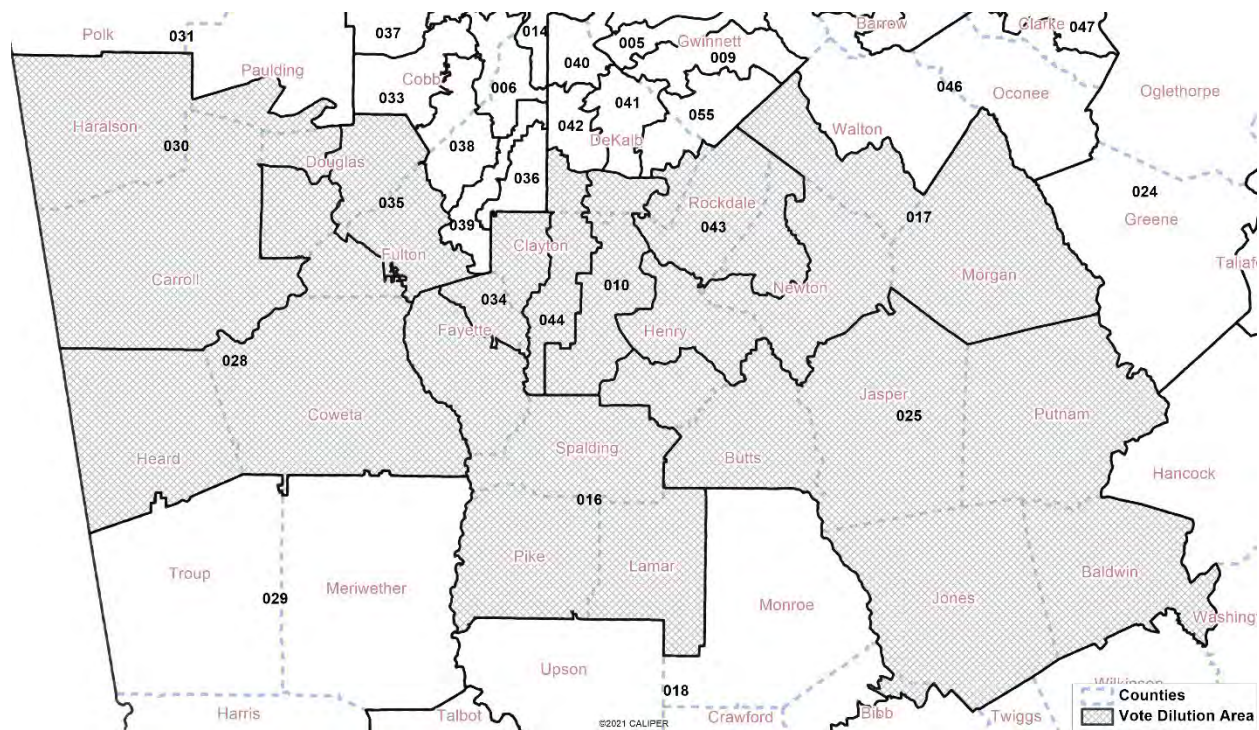 Polk
031
037
014
005
Gwinnett
009
Barrow
Clarke
047
Paulding
Cobb
033
006
040
041
055
046
Oconee
Oglethorpe
Haralson
030
Douglas
038
042
DeKalb
Walton
035
036
Rockdale
043
017
024
Greene
Carroll
Fulton
039
Clayton
010
Newton
Morgan
Taliafe
034
Fayette
044
Henry
028
Coweta
Jasper
025
Putnam
Heard
Spalding
Butts
Hancock
016
Troup
029
Meriwether
Pike
Lamar
Monroe
Jones
Baldwin
Washingt
Upson
018
Wilkinson
Harris
Talbot
©2021 CALIPER
Crawford
Bibb
Twiggs
Counties
Vote Dilution Area